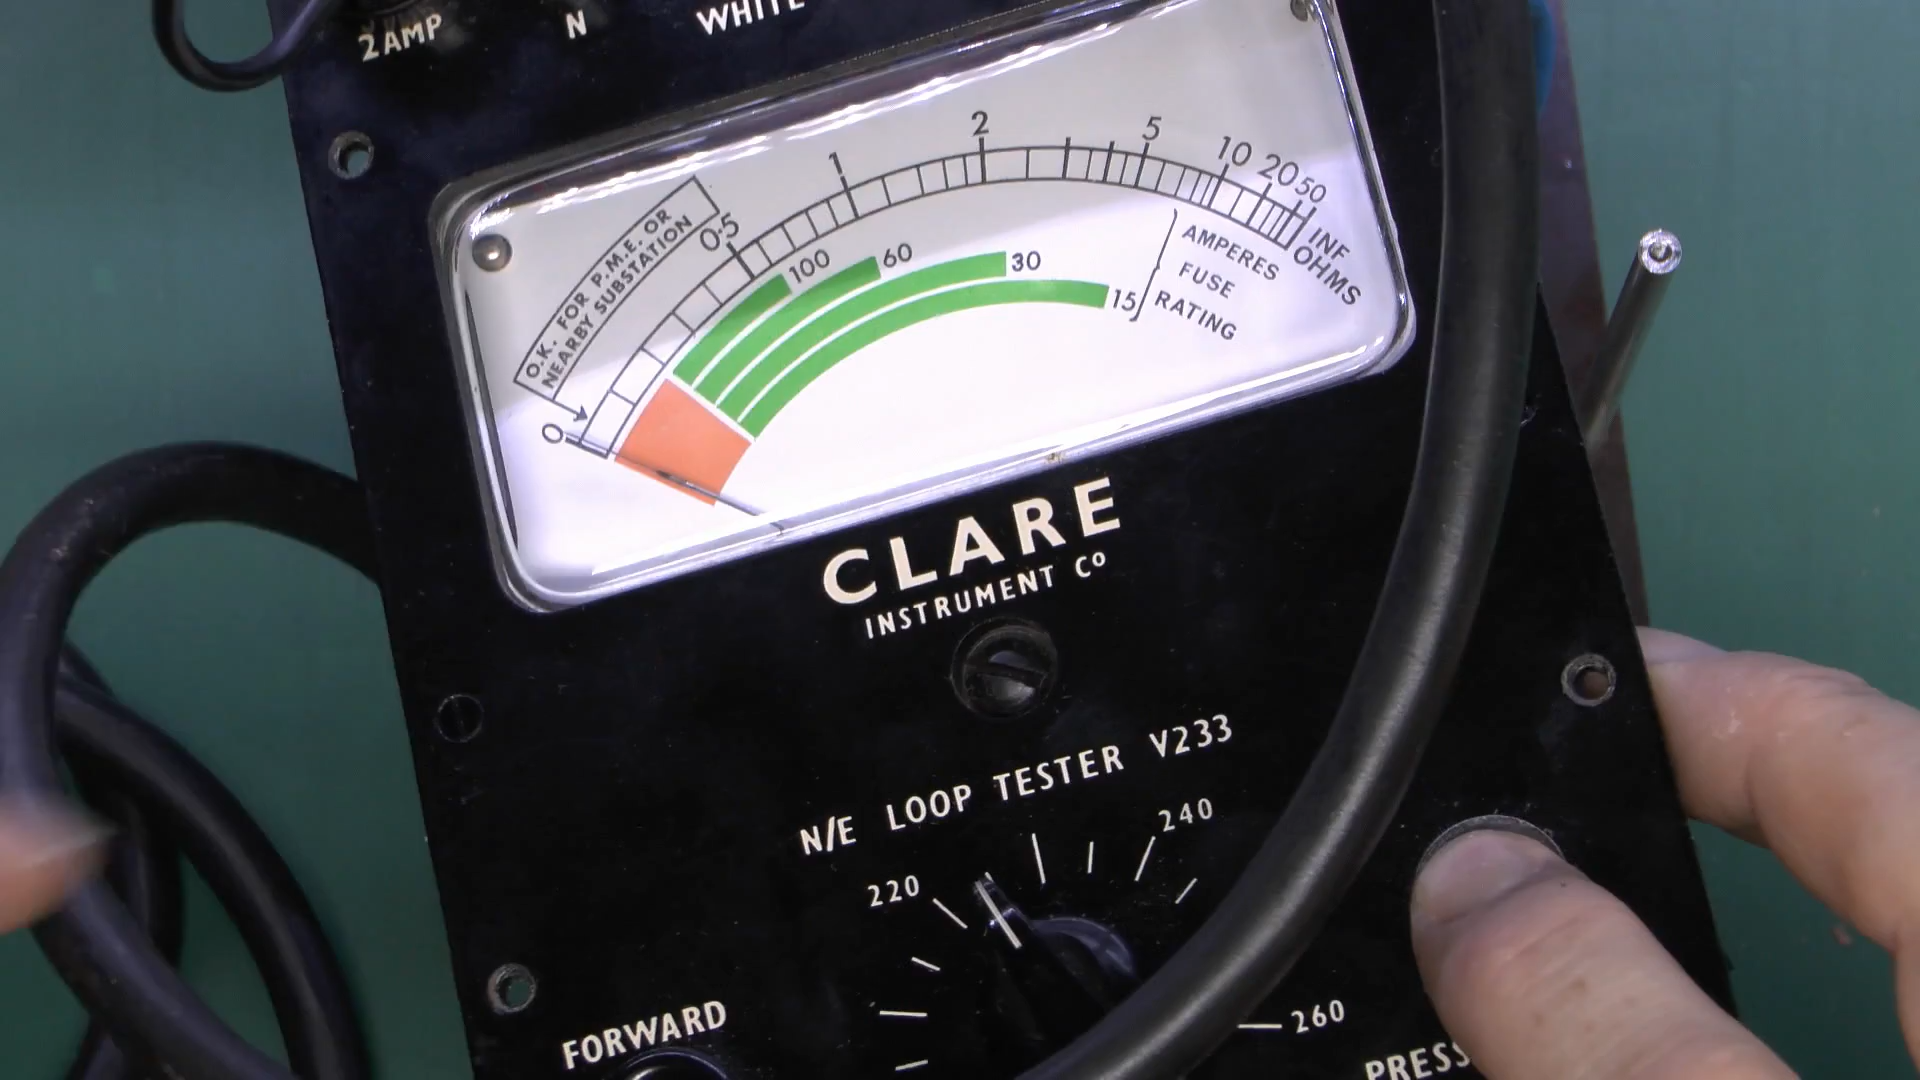 2 AMP
N
WHITE
O.K. FOR P.M.E. OR
NEARBY SUBSTATION
0
0·5
1
2
5
10
20
50
INF
OHMS
100
60
30
15
AMPERES
FUSE
RATING
CLARE
INSTRUMENT Cº
N/E LOOP TESTER V233
220
240
260
FORWARD
PRESS